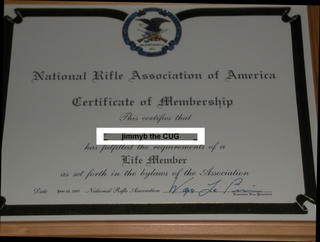 National Rifle Association of America
Certificate of Membership
This certifies that
jimmyb the CUG
has fulfilled the requirements of a
Life Member
as set forth in the bylaws of the Association
Date
National Rifle Association